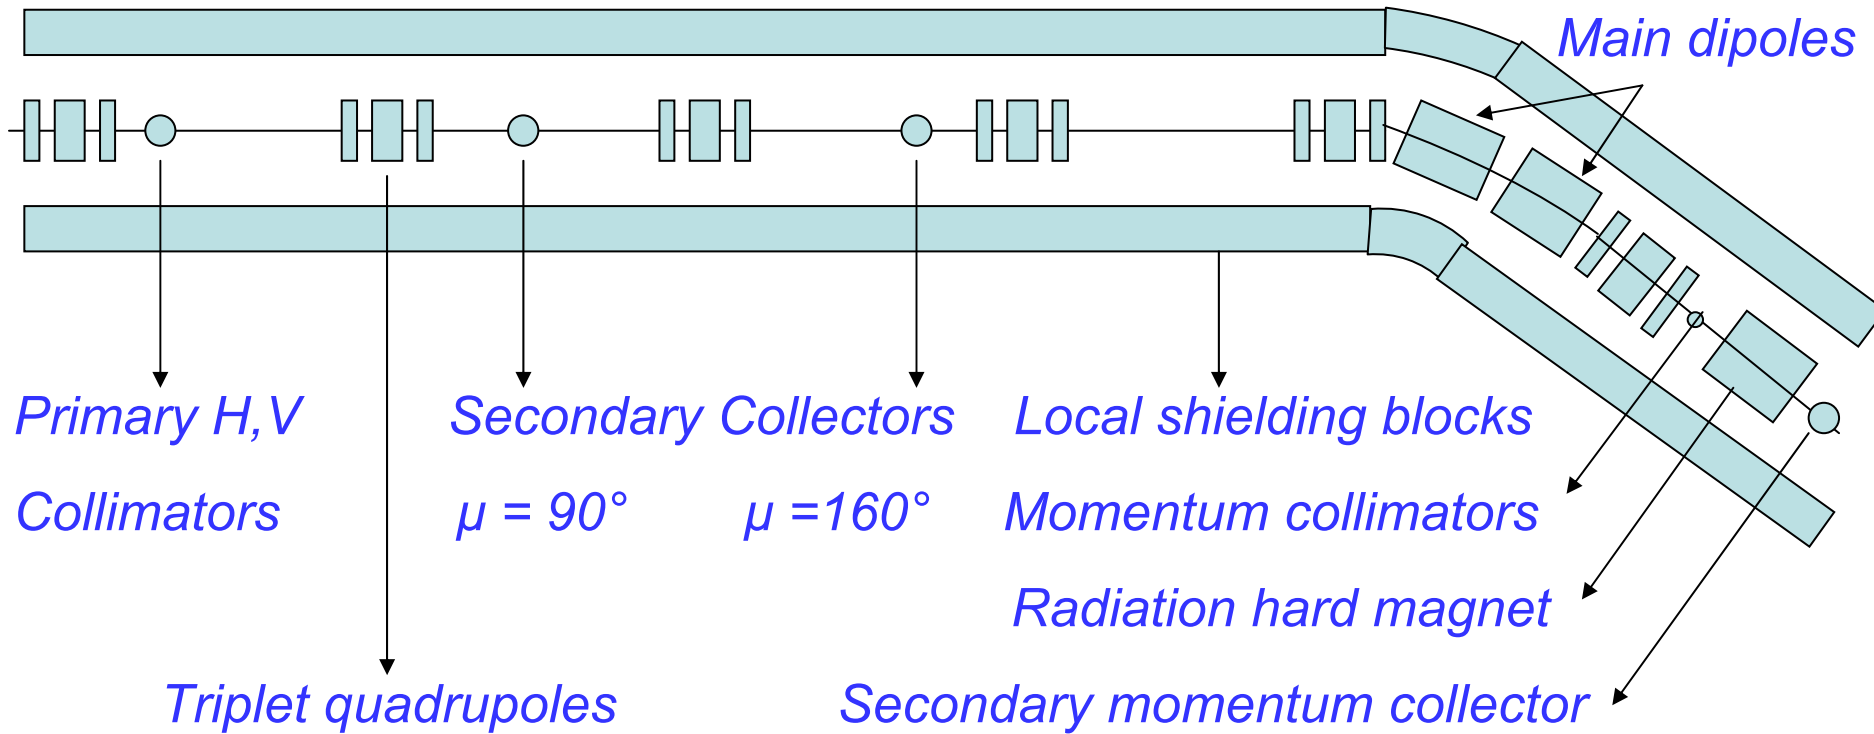 Main dipoles
Primary H,V
Secondary Collectors
Local shielding blocks
Collimators
μ = 90°
μ =160°
Momentum collimators
Radiation hard magnet
Triplet quadrupoles
Secondary momentum collector